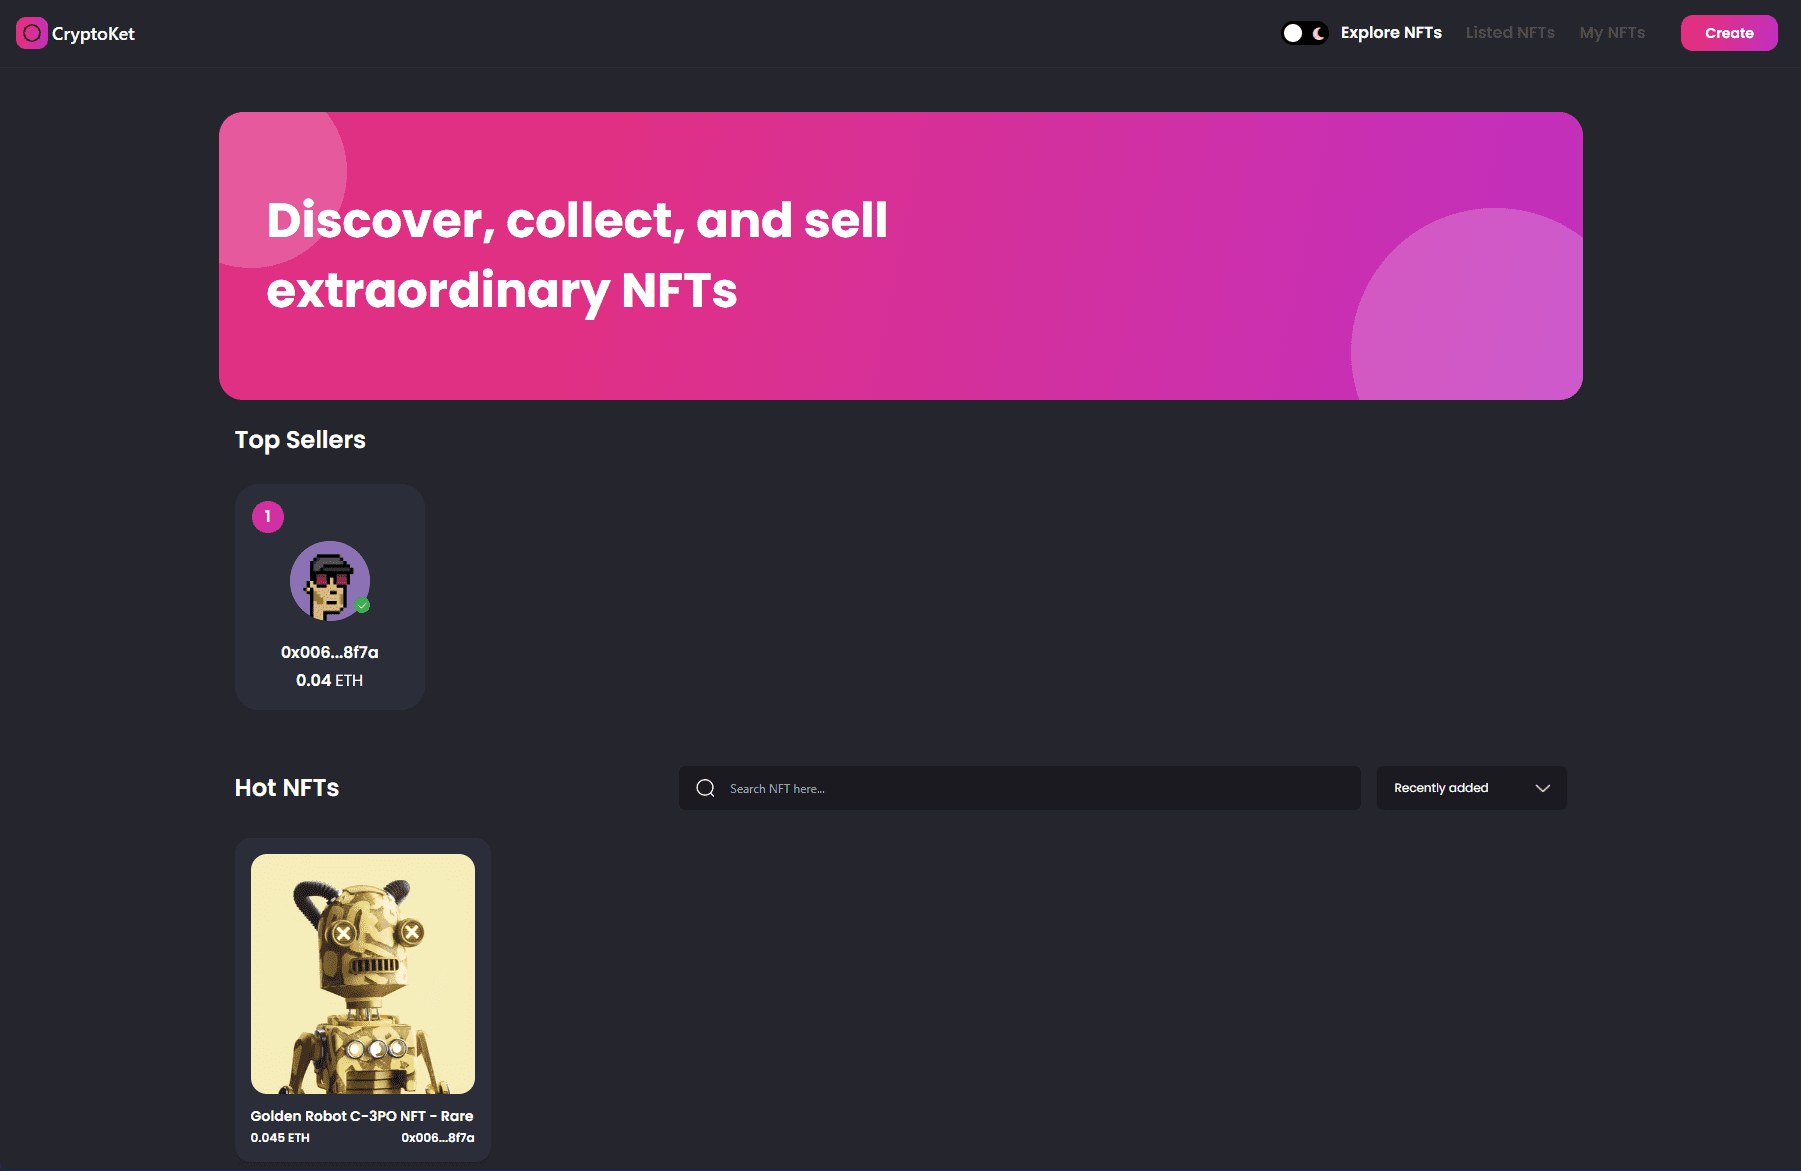 CryptoKet
Explore NFTs
Listed NFTs
My NFTs
Create
Discover, collect, and sell
extraordinary NFTs
Top Sellers
1
0x006...8f7a
0.04 ETH
Hot NFTs
Search NFT here...
Recently added
Golden Robot C-3PO NFT - Rare
0.045 ETH
0x006...8f7a